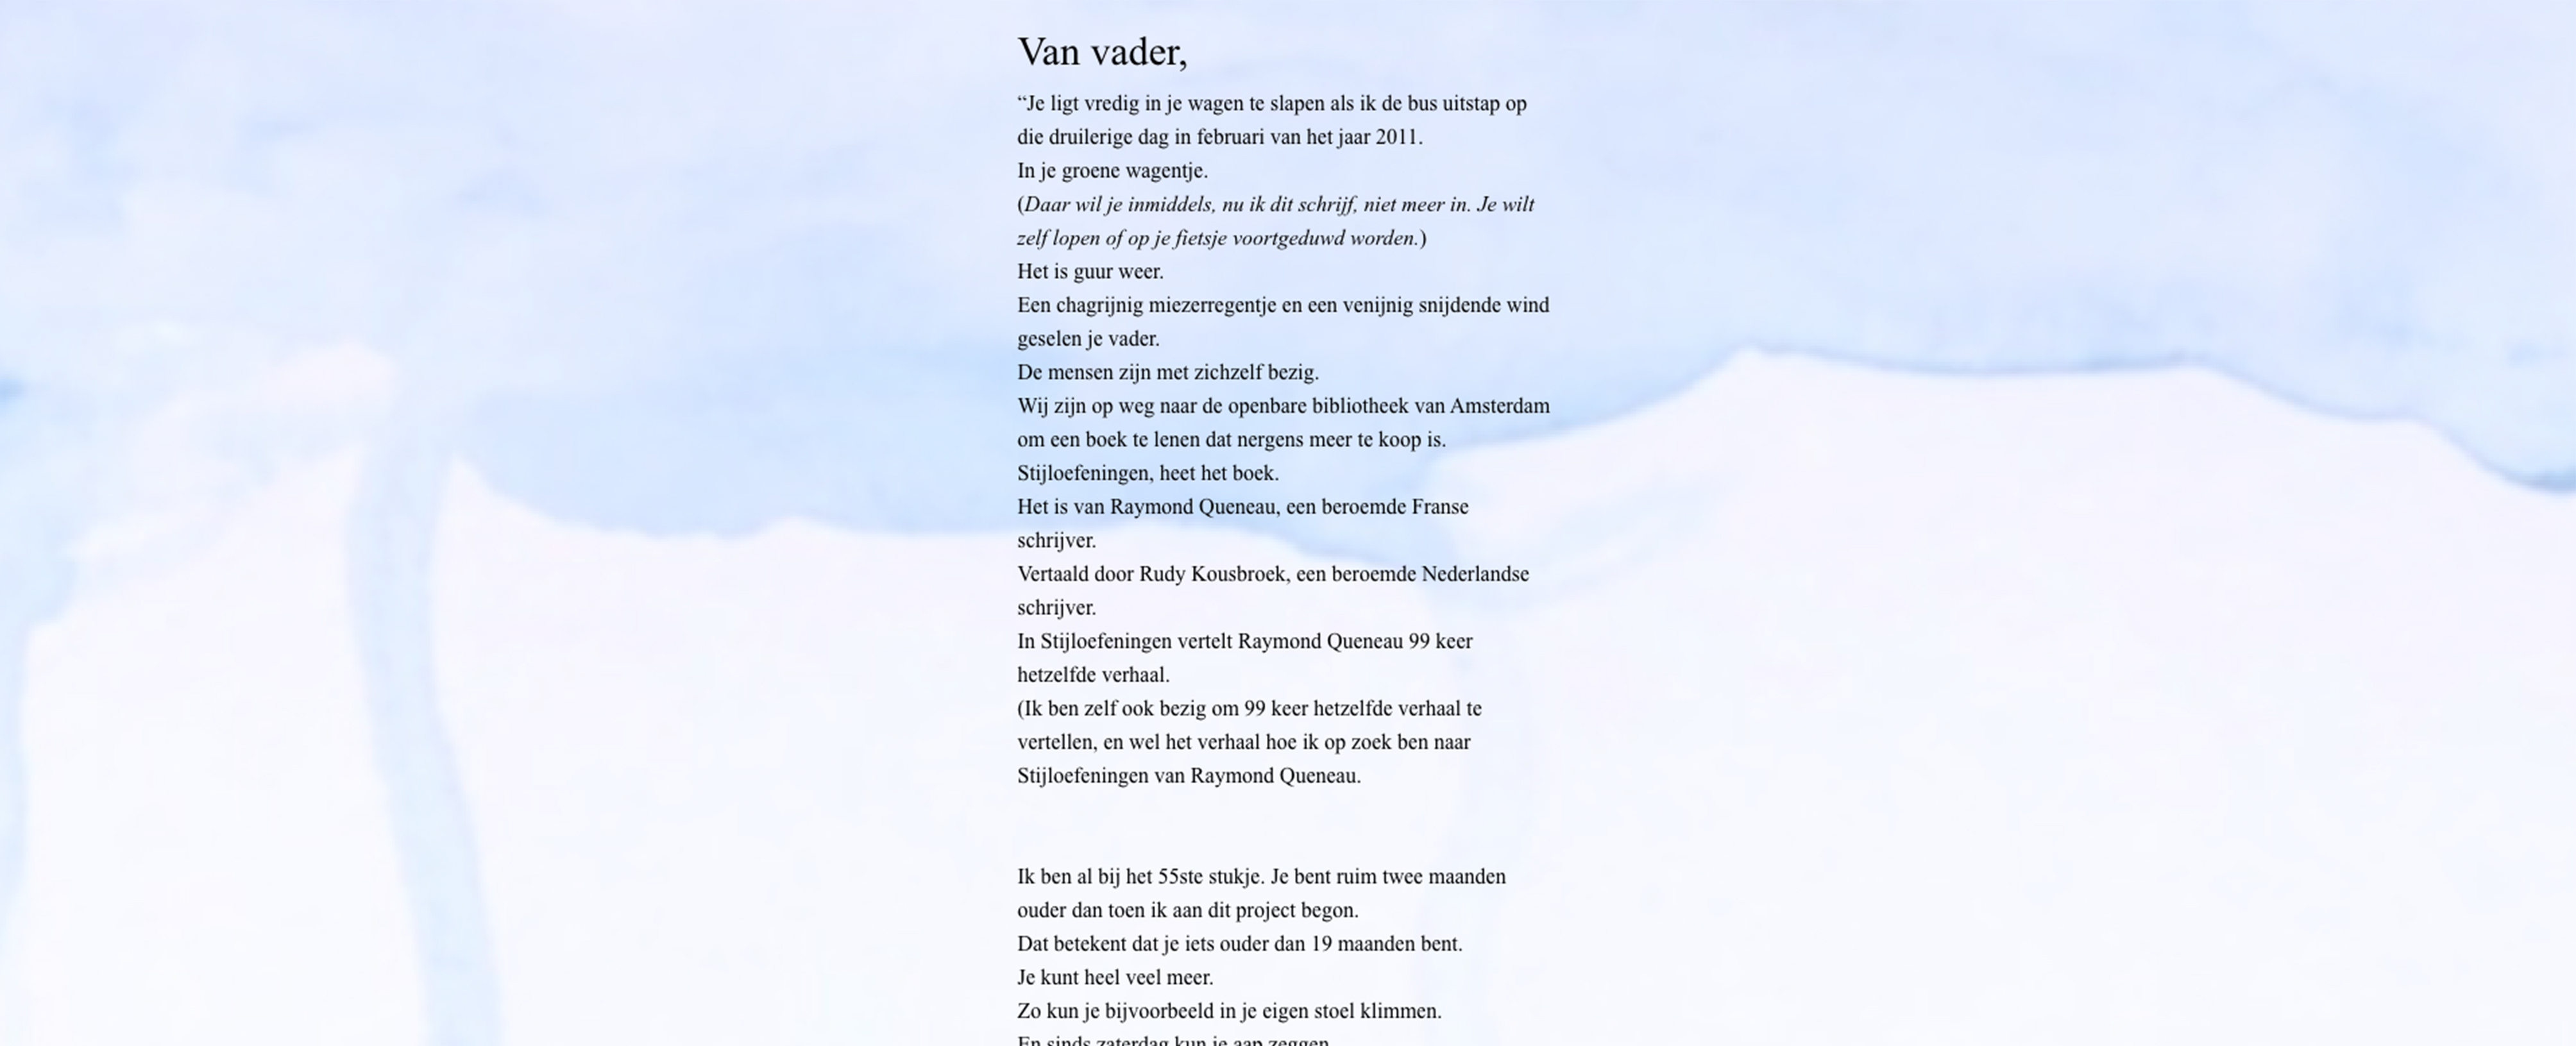 Van vader,
“Je ligt vredig in je wagen te slapen als ik de bus uitstap op
die druilerige dag in februari van het jaar 2011.
In je groene wagentje.
(Daar wil je inmiddels, nu ik dit schrijf, niet meer in. Je wilt
zelf lopen of op je fietsje voortgeduwd worden.)
Het is guur weer.
Een chagrijnig miezerregentje en een venijnig snijdende wind
geselen je vader.
De mensen zijn met zichzelf bezig.
Wij zijn op weg naar de openbare bibliotheek van Amsterdam
om een boek te lenen dat nergens meer te koop is.
Stijloefeningen, heet het boek.
Het is van Raymond Queneau, een beroemde Franse
schrijver.
Vertaald door Rudy Kousbroek, een beroemde Nederlandse
schrijver.
In Stijloefeningen vertelt Raymond Queneau 99 keer
hetzelfde verhaal.
(Ik ben zelf ook bezig om 99 keer hetzelfde verhaal te
vertellen, en wel het verhaal hoe ik op zoek ben naar
Stijloefeningen van Raymond Queneau.
Ik ben al bij het 55ste stukje. Je bent ruim twee maanden
ouder dan toen ik aan dit project begon.
Dat betekent dat je iets ouder dan 19 maanden bent.
Je kunt heel veel meer.
Zo kun je bijvoorbeeld in je eigen stoel klimmen.
En sinds zaterdag kun je aap zeggen